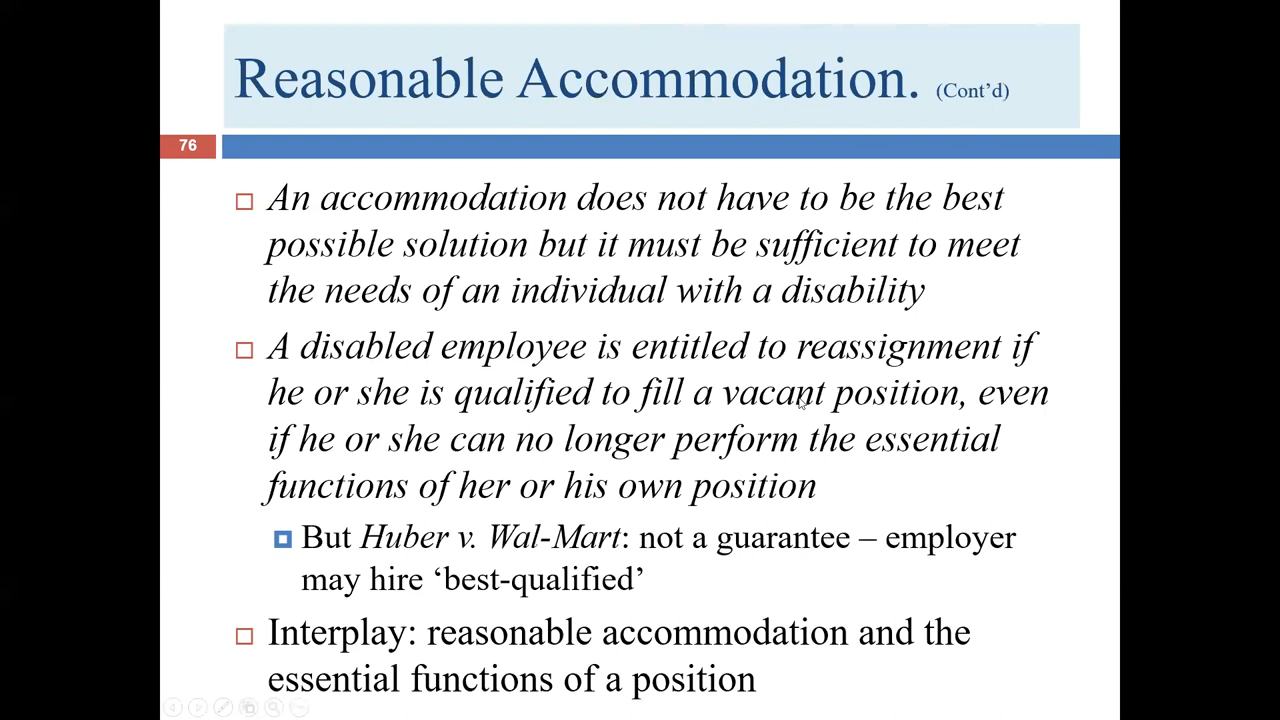 Reasonable Accommodation. (Cont’d)
76
An accommodation does not have to be the best
possible solution but it must be sufficient to meet
the needs of an individual with a disability
A disabled employee is entitled to reassignment if
he or she is qualified to fill a vacant position, even
if he or she can no longer perform the essential
functions of her or his own position
But Huber v. Wal-Mart: not a guarantee – employer
may hire ‘best-qualified’
Interplay: reasonable accommodation and the
essential functions of a position